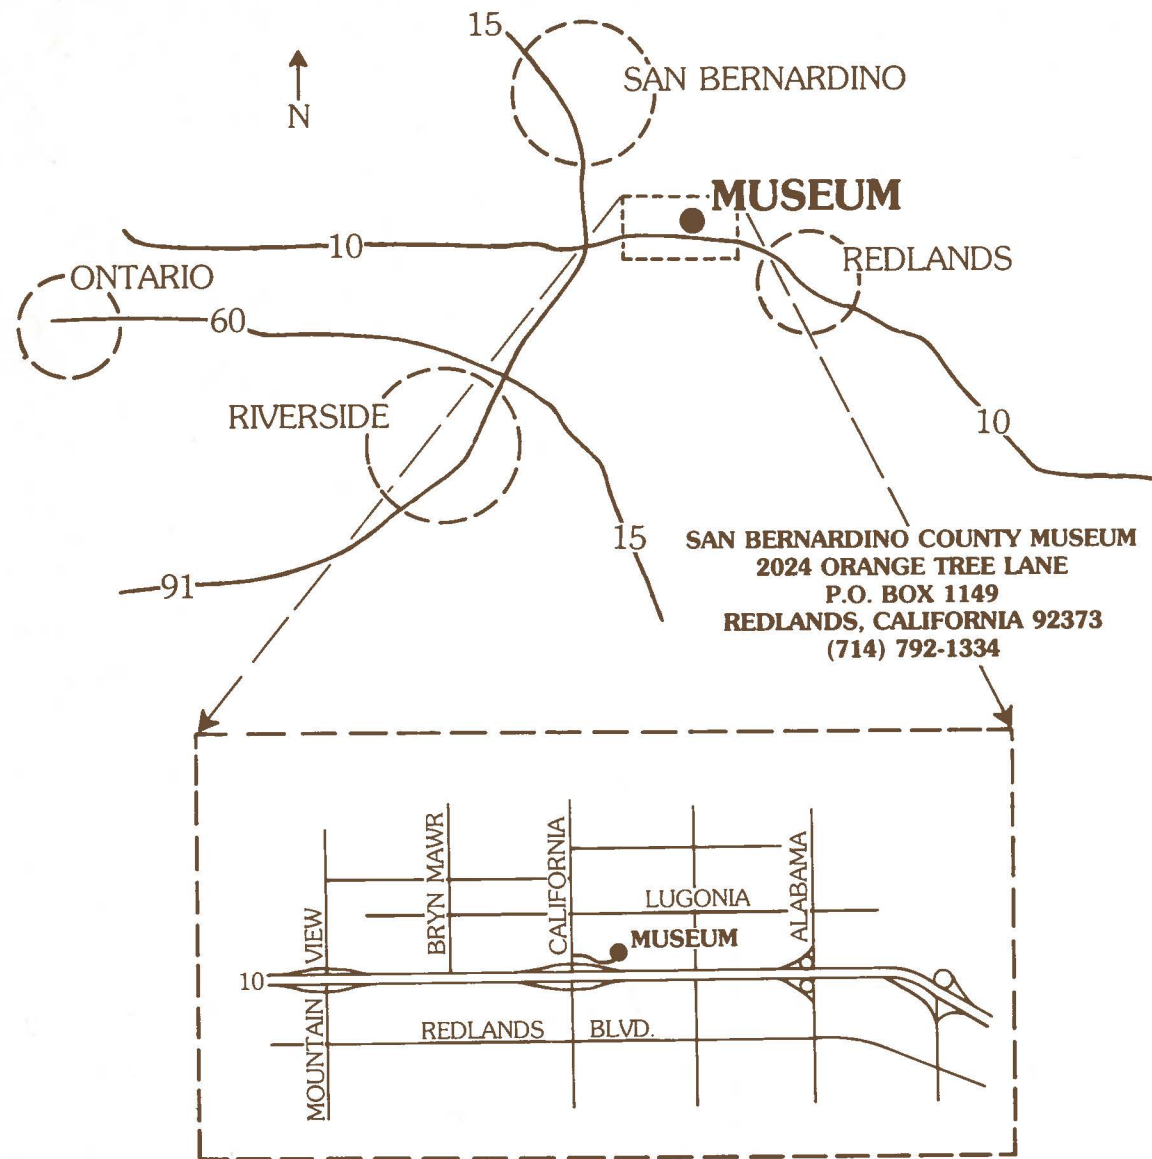 15
SAN BERNARDINO
N
MUSEUM
10
REDLANDS
ONTARIO
60
RIVERSIDE
10
15
91
SAN BERNARDINO COUNTY MUSEUM
2024 ORANGE TREE LANE
P.O. BOX 1149
REDLANDS, CALIFORNIA 92373
(714) 792-1334
MOUNTAIN VIEW
BRYN MAWR
CALIFORNIA
ALABAMA
LUGONIA
MUSEUM
10
REDLANDS BLVD.